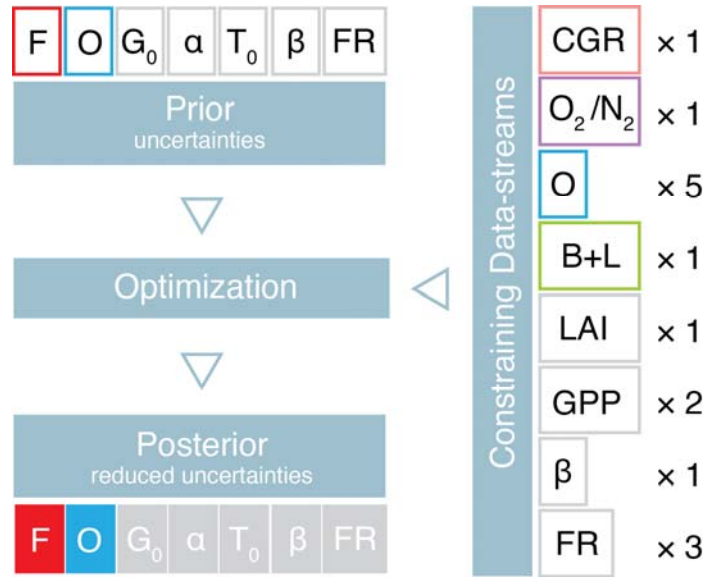 F O G₀ α T₀ β FR
Prior
uncertainties
Optimization
Posterior
reduced uncertainties
F O G₀ α T₀ β FR
Constraining Data-streams
CGR × 1
O₂/N₂ × 1
O × 5
B+L × 1
LAI × 1
GPP × 2
β × 1
FR × 3